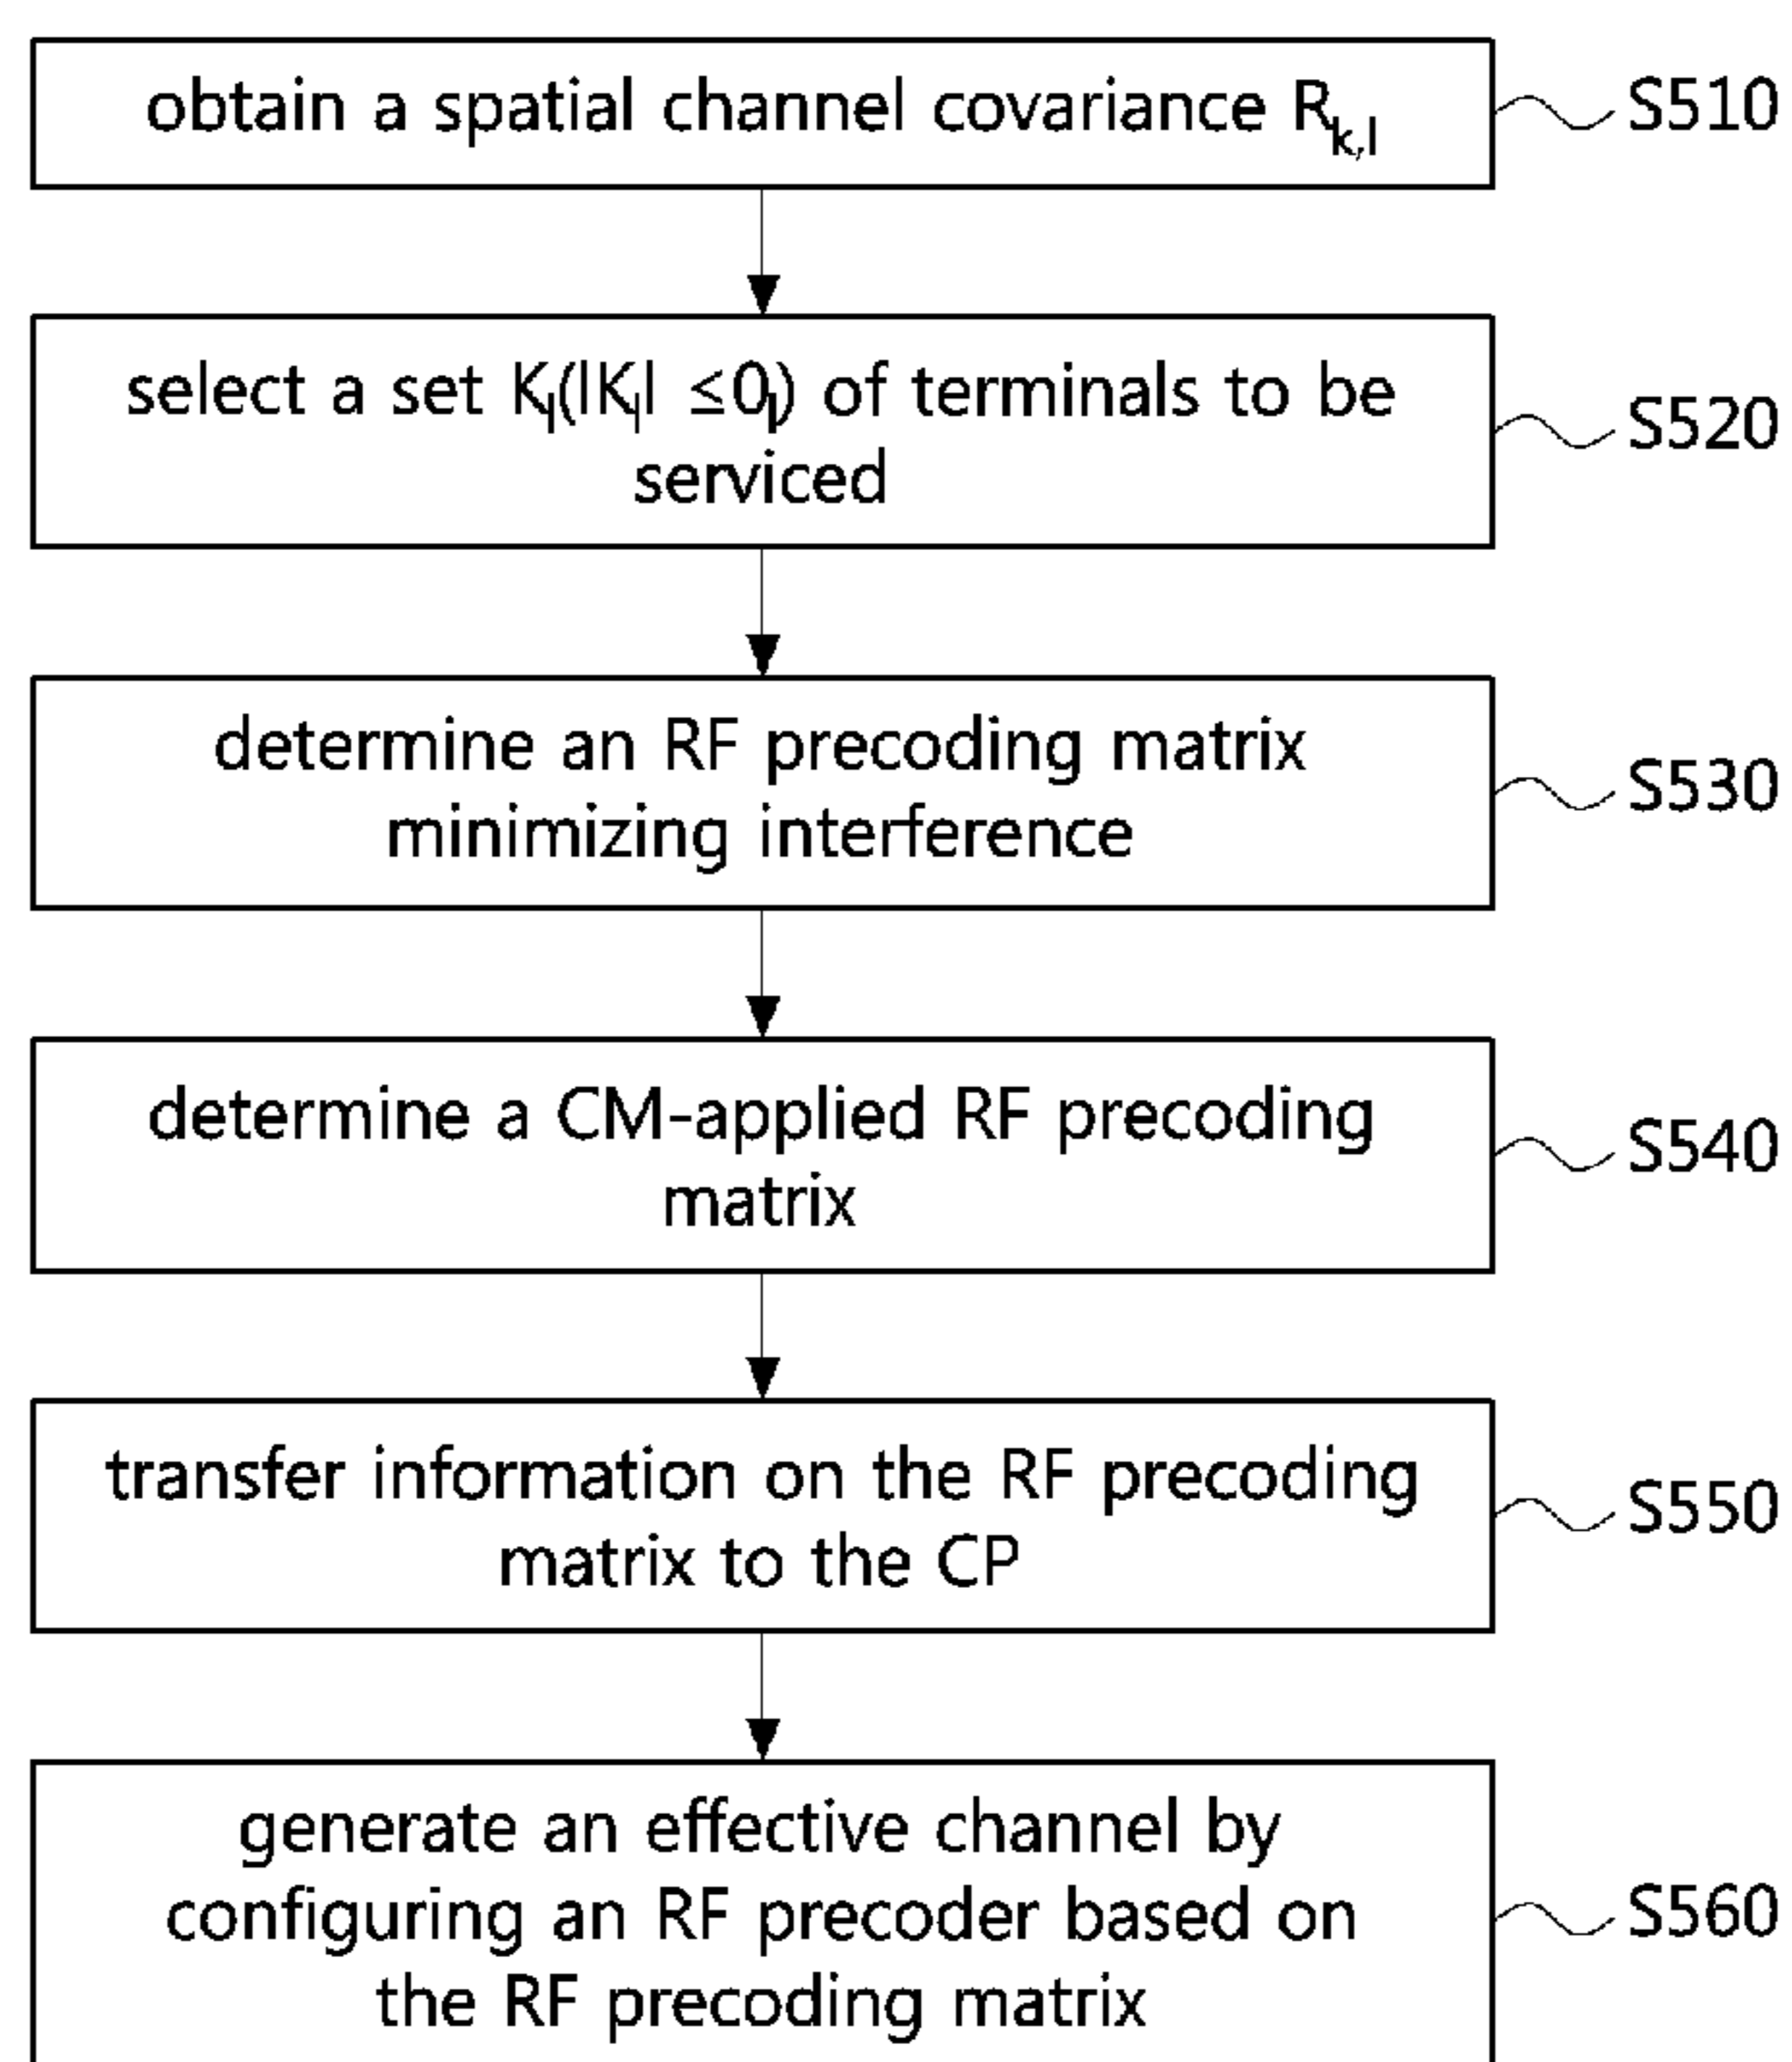 obtain a spatial channel covariance Rk,l
S510
select a set Kl(|Kl| ≤0l) of terminals to be
serviced
S520
determine an RF precoding matrix
minimizing interference
S530
determine a CM-applied RF precoding
matrix
S540
transfer information on the RF precoding
matrix to the CP
S550
generate an effective channel by
configuring an RF precoder based on
the RF precoding matrix
S560